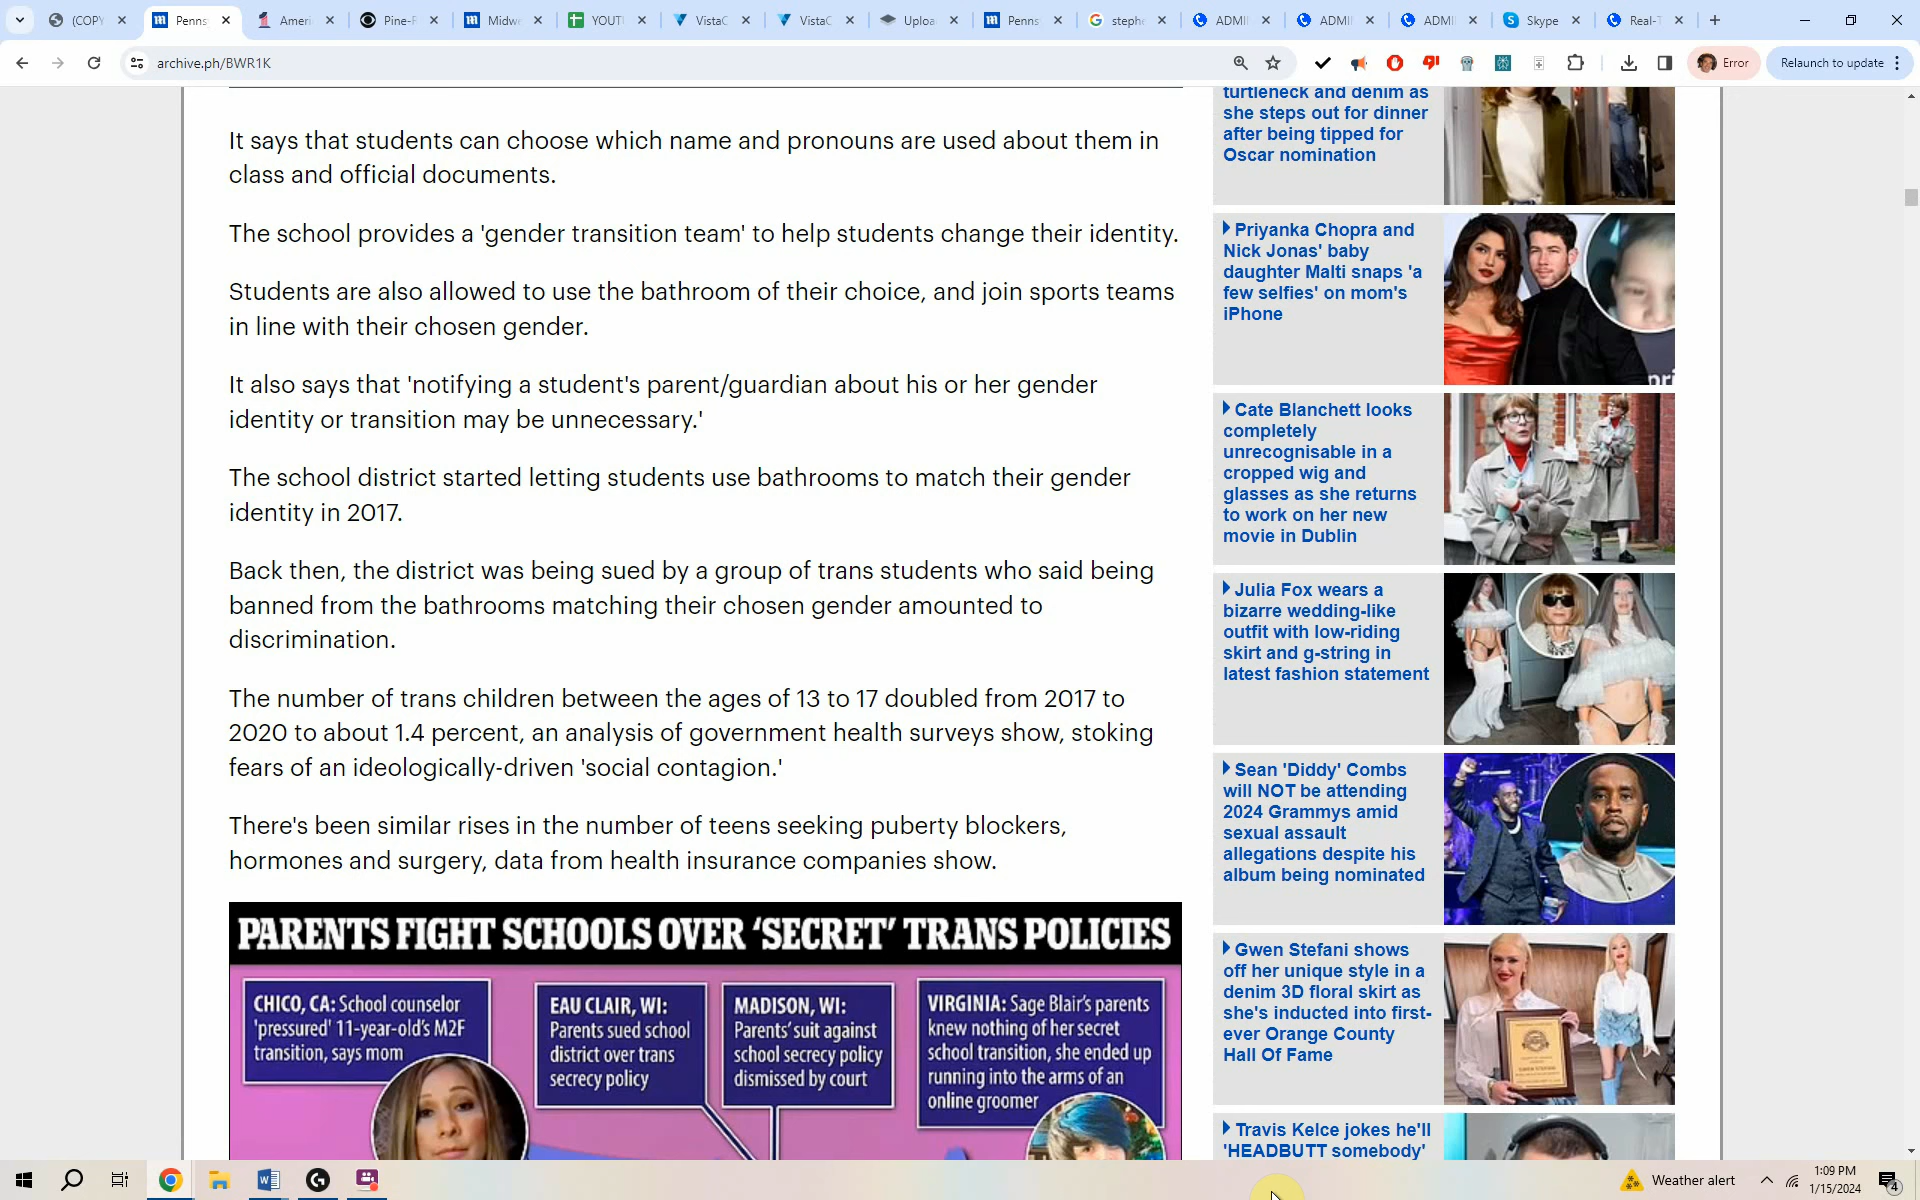 (COPY
Penns
Ameri
Pine-R
Midwe
YOUTU
VistaC
VistaC
Uploa
Penns
stephe
ADMI
ADMI
ADMI
Skype
Real-T
archive.ph/BWR1K
Error
Relaunch to update
It says that students can choose which name and pronouns are used about them in
class and official documents.
The school provides a 'gender transition team' to help students change their identity.
Students are also allowed to use the bathroom of their choice, and join sports teams
in line with their chosen gender.
It also says that 'notifying a student's parent/guardian about his or her gender
identity or transition may be unnecessary.'
The school district started letting students use bathrooms to match their gender
identity in 2017.
Back then, the district was being sued by a group of trans students who said being
banned from the bathrooms matching their chosen gender amounted to
discrimination.
The number of trans children between the ages of 13 to 17 doubled from 2017 to
2020 to about 1.4 percent, an analysis of government health surveys show, stoking
fears of an ideologically-driven 'social contagion.'
There's been similar rises in the number of teens seeking puberty blockers,
hormones and surgery, data from health insurance companies show.
PARENTS FIGHT SCHOOLS OVER 'SECRET' TRANS POLICIES
CHICO, CA: School counselor
'pressured' 11-year-old's M2F
transition, says mom
EAU CLAIR, WI:
Parents sued school
district over trans
secrecy policy
MADISON, WI:
Parents' suit against
school secrecy policy
dismissed by court
VIRGINIA: Sage Blair's parents
knew nothing of her secret
school transition, she ended up
running into the arms of an
online groomer
turtleneck and denim as
she steps out for dinner
after being tipped for
Oscar nomination
Priyanka Chopra and
Nick Jonas' baby
daughter Malti snaps 'a
few selfies' on mom's
iPhone
Cate Blanchett looks
completely
unrecognisable in a
cropped wig and
glasses as she returns
to work on her new
movie in Dublin
Julia Fox wears a
bizarre wedding-like
outfit with low-riding
skirt and g-string in
latest fashion statement
Sean 'Diddy' Combs
will NOT be attending
2024 Grammys amid
sexual assault
allegations despite his
album being nominated
Gwen Stefani shows
off her unique style in a
denim 3D floral skirt as
she's inducted into first-
ever Orange County
Hall Of Fame
Travis Kelce jokes he'll
'HEADBUTT somebody'
Weather alert
1:09 PM
1/15/2024
4